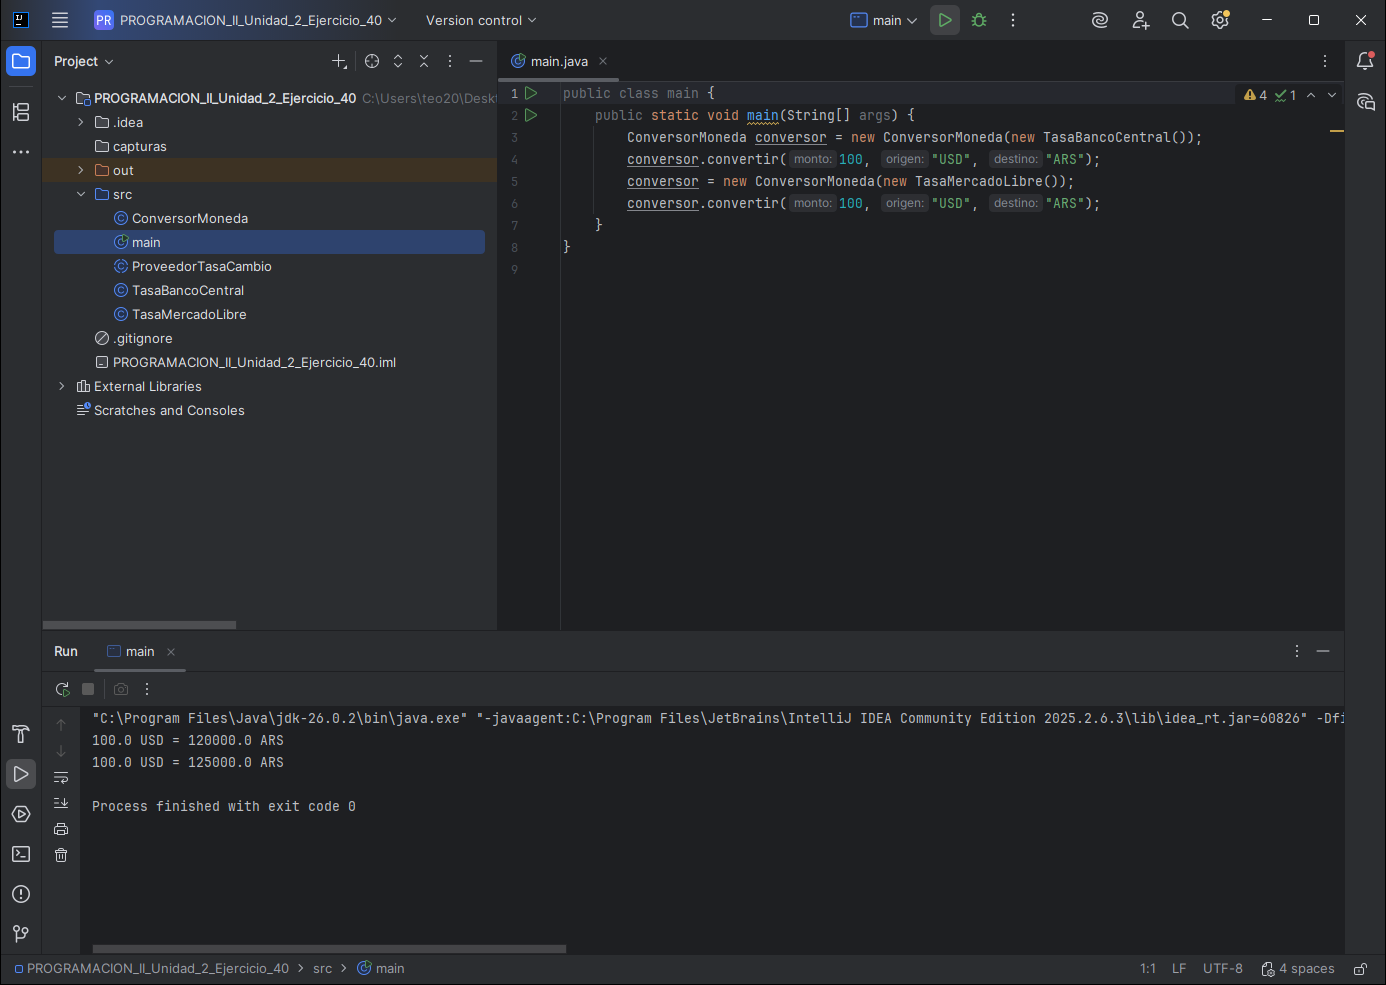 PR PROGRAMACION_II_Unidad_2_Ejercicio_40 Version control main
Project
PROGRAMACION_II_Unidad_2_Ejercicio_40 C:\Users\teo20\Deskt
.idea
capturas
out
src
ConversorMoneda
main
ProveedorTasaCambio
TasaBancoCentral
TasaMercadoLibre
.gitignore
PROGRAMACION_II_Unidad_2_Ejercicio_40.iml
External Libraries
Scratches and Consoles
main.java
4 1
1 public class main {
2 public static void main(String[] args) {
3 ConversorMoneda conversor = new ConversorMoneda(new TasaBancoCentral());
4 conversor.convertir( monto: 100, origen: "USD", destino: "ARS");
5 conversor = new ConversorMoneda(new TasaMercadoLibre());
6 conversor.convertir( monto: 100, origen: "USD", destino: "ARS");
7 }
8 }
9
Run main
"C:\Program Files\Java\jdk-26.0.2\bin\java.exe" "-javaagent:C:\Program Files\JetBrains\IntelliJ IDEA Community Edition 2025.2.6.3\lib\idea_rt.jar=60826" -Dfi
100.0 USD = 120000.0 ARS
100.0 USD = 125000.0 ARS
Process finished with exit code 0
PROGRAMACION_II_Unidad_2_Ejercicio_40 > src > main 1:1 LF UTF-8 4 spaces